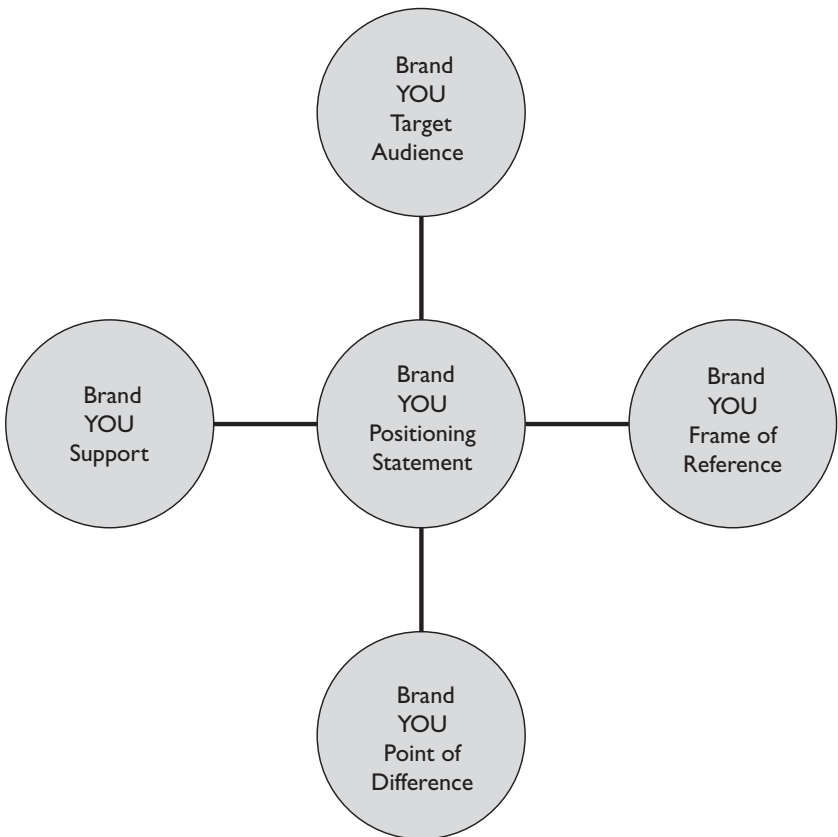 Brand
YOU
Target
Audience
Brand
YOU
Support
Brand
YOU
Positioning
Statement
Brand
YOU
Frame of
Reference
Brand
YOU
Point of
Difference